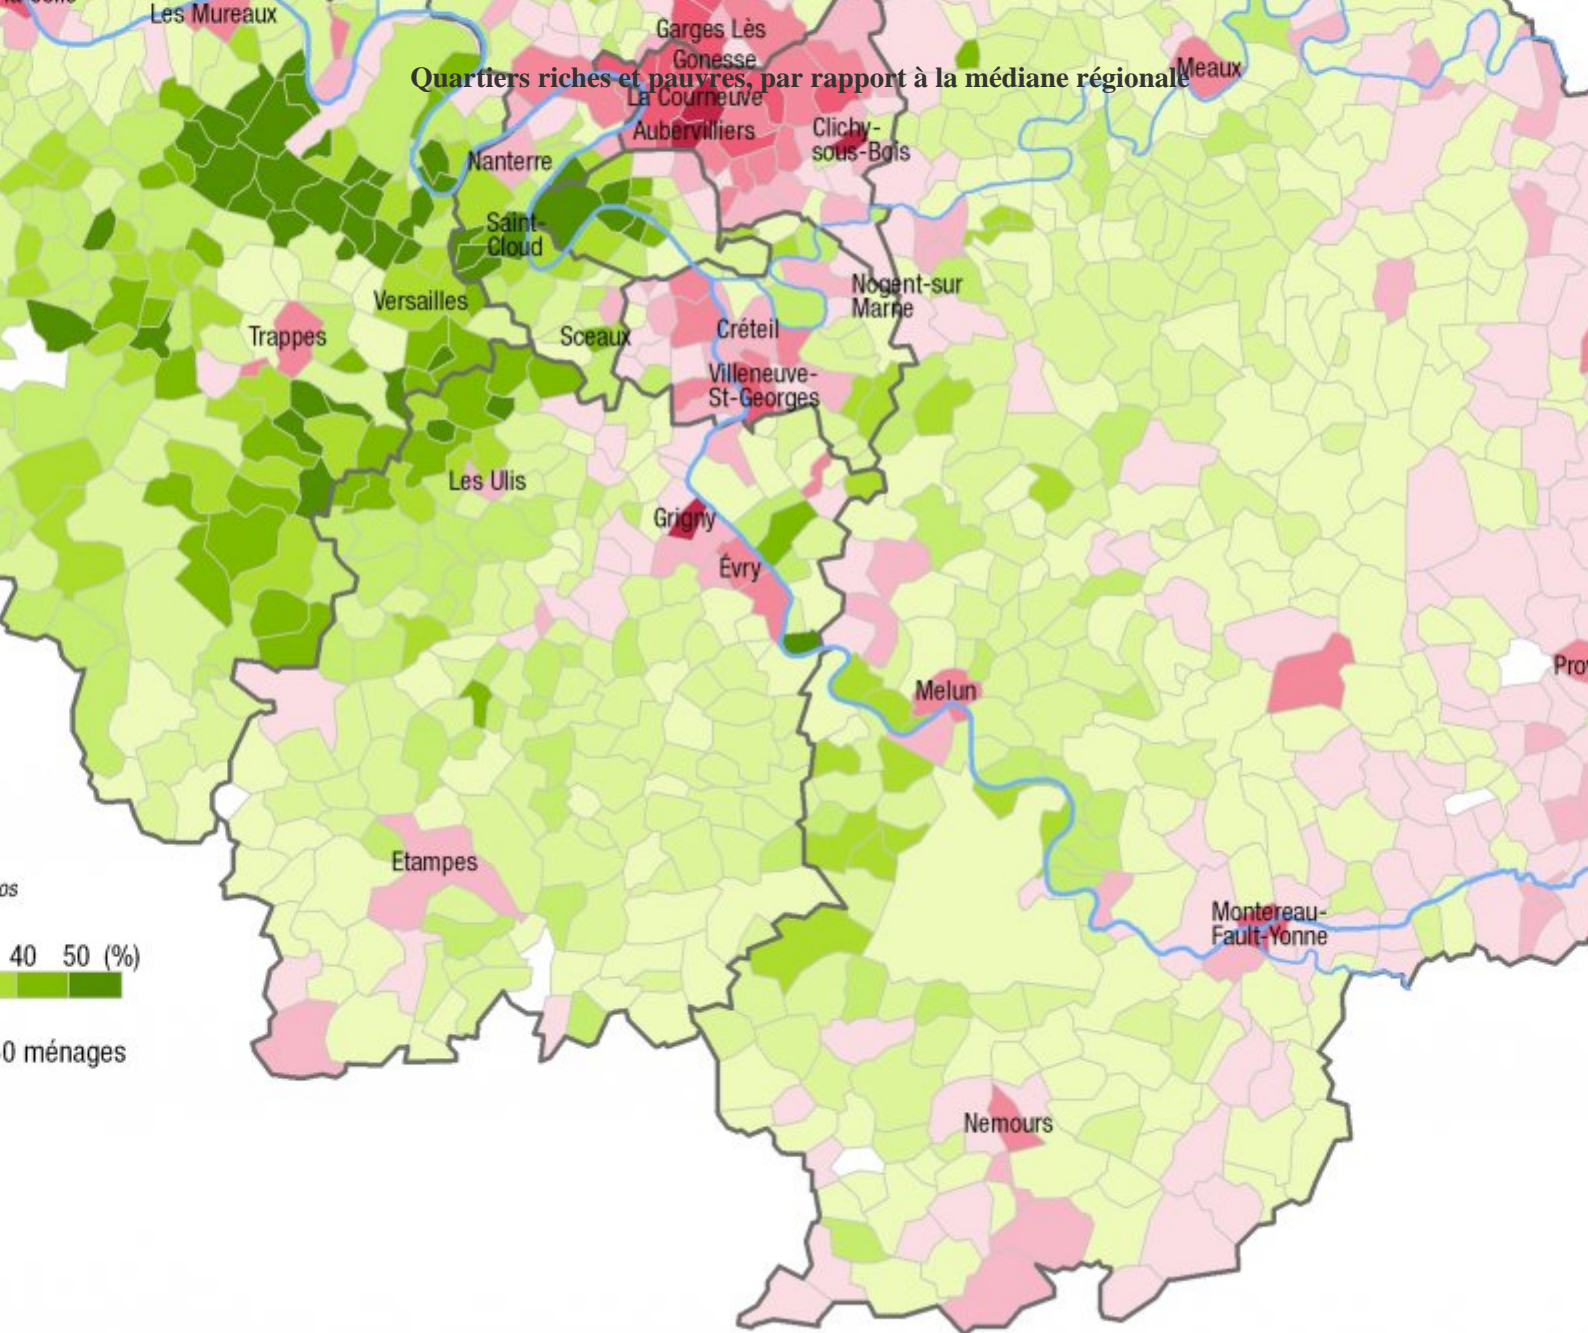 Les Mureaux
Garges Lès
Gonesse
Quartiers riches et pauvres, par rapport à la médiane régionale
Meaux
La Courneuve
Aubervilliers
Clichy-
sous-Bois
Nanterre
Saint-
Cloud
Nogent-sur
Marne
Versailles
Trappes
Sceaux
Créteil
Villeneuve-
St-Georges
Les Ulis
Grigny
Évry
Melun
Etampes
Montereau-
Fault-Yonne
40 50 (%)
0 ménages
Nemours